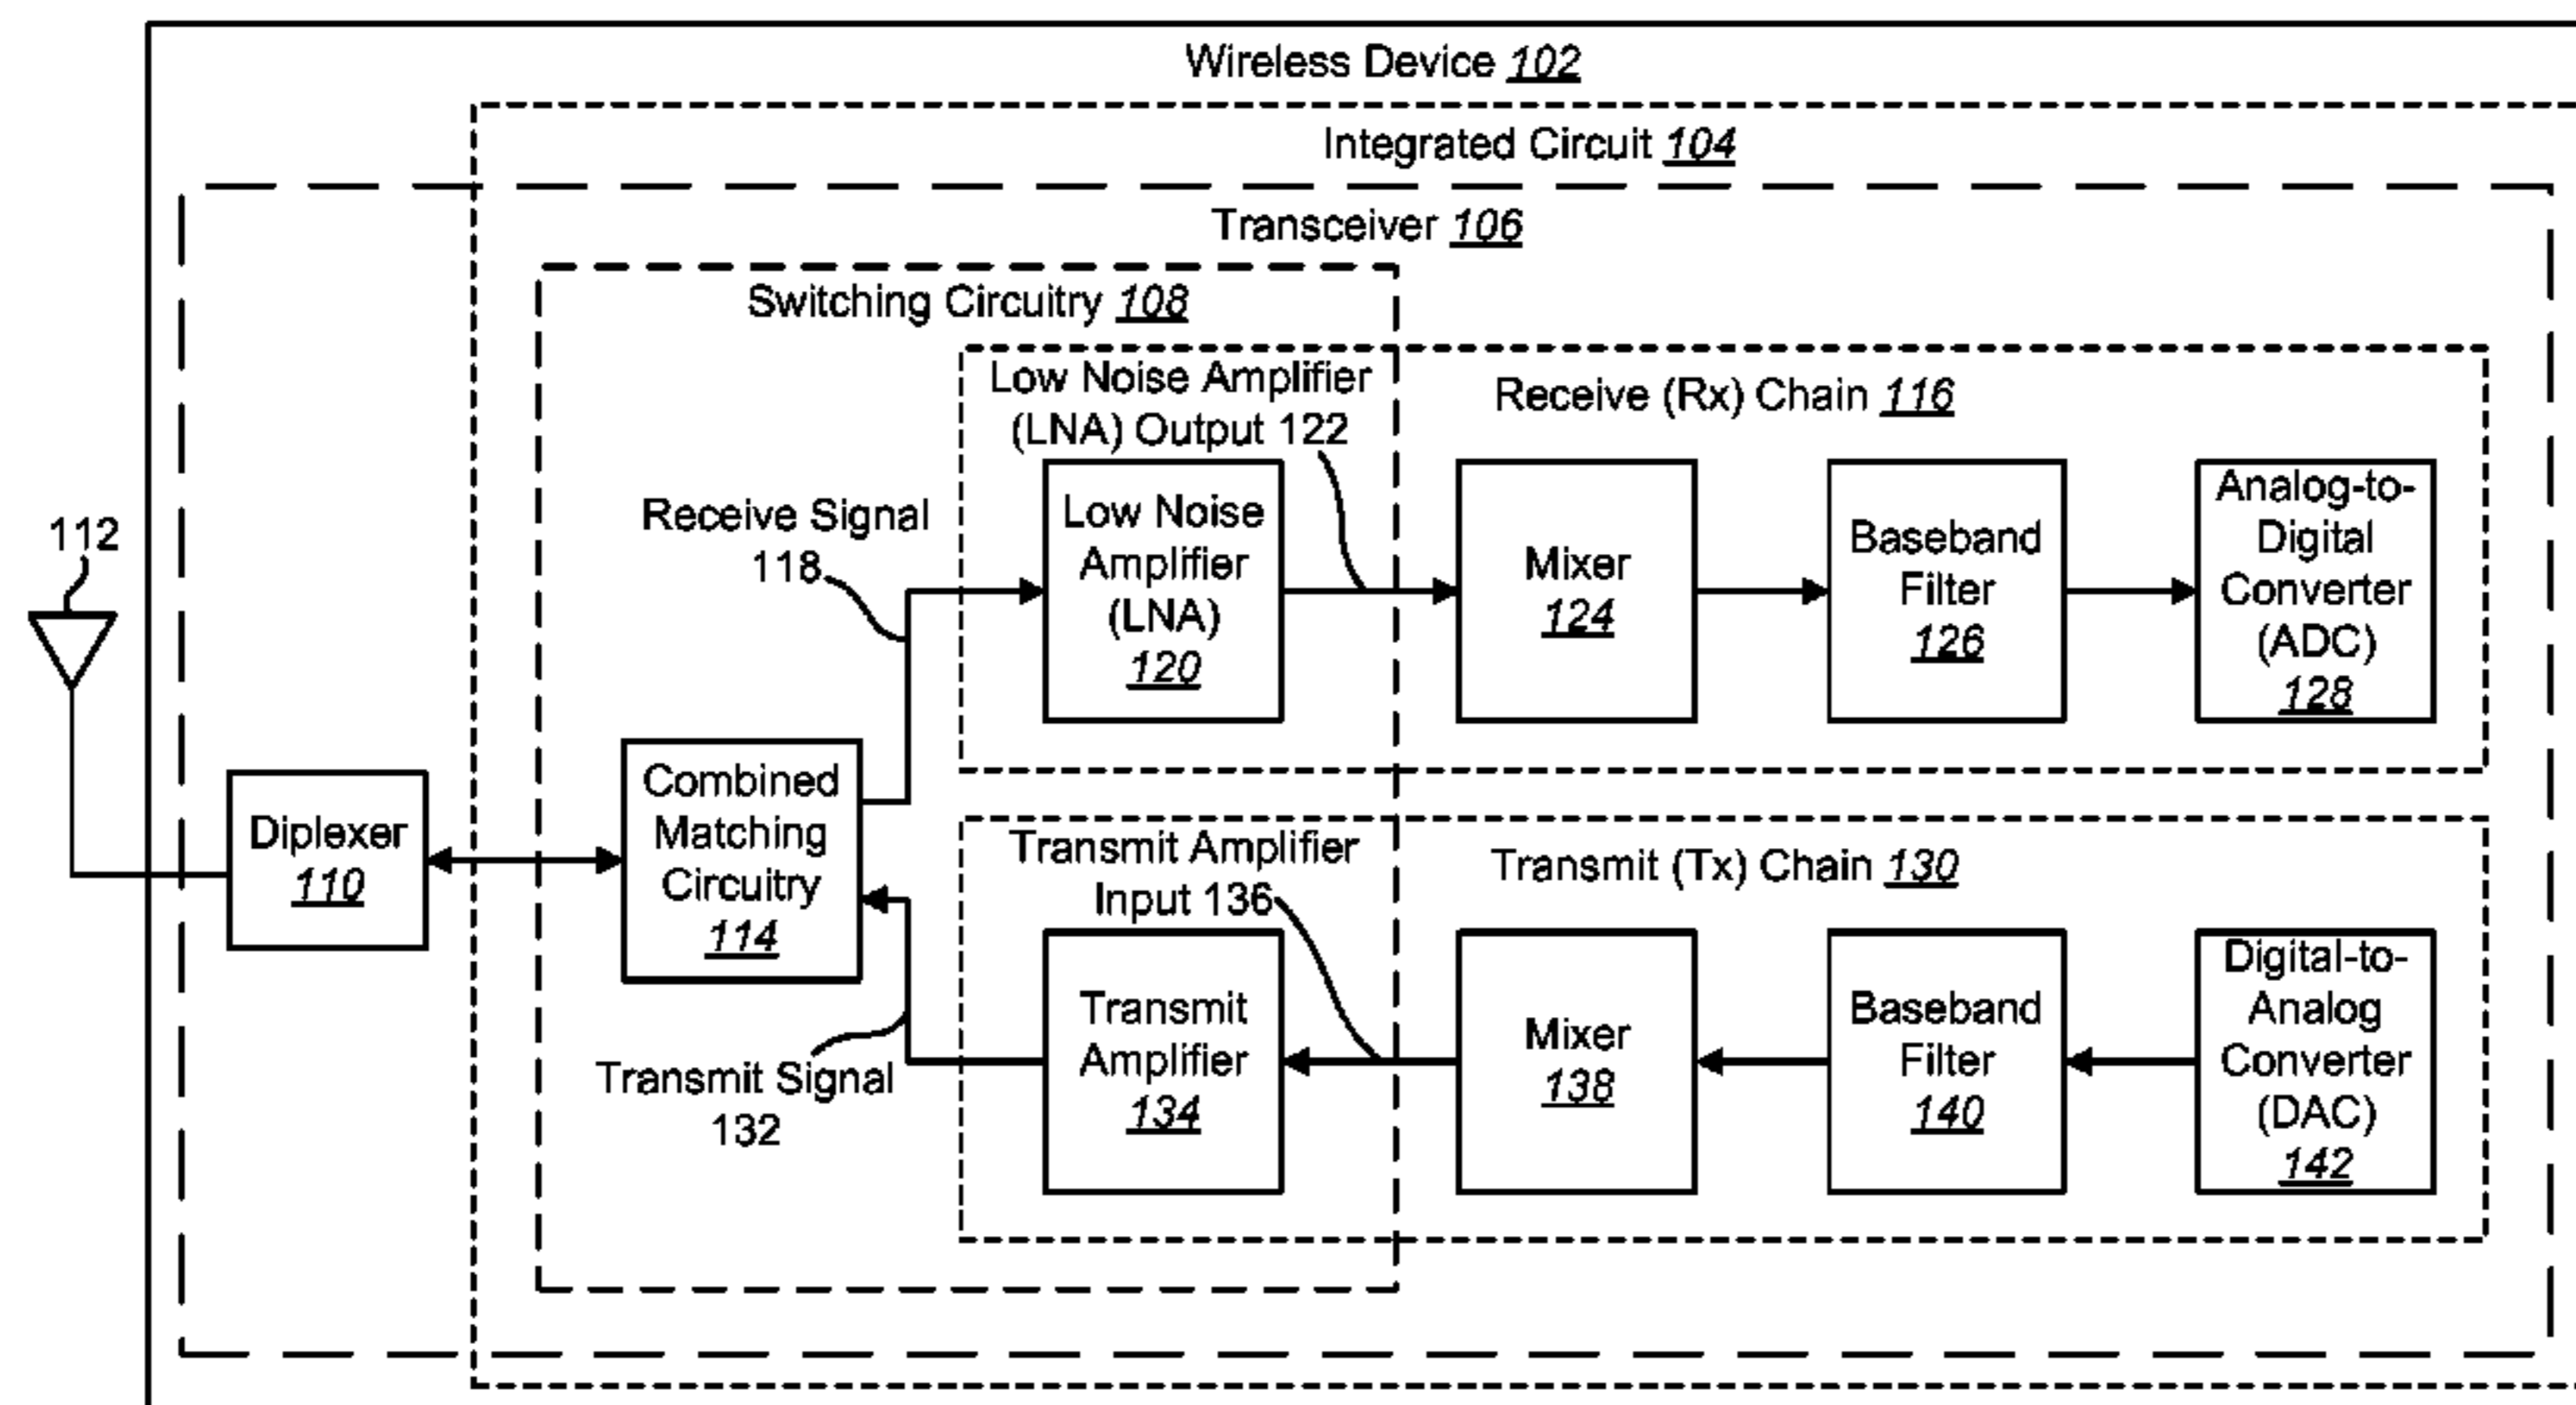 Wireless Device 102
Integrated Circuit 104
Transceiver 106
Switching Circuitry 108
Low Noise Amplifier
(LNA) Output 122
Receive (Rx) Chain 116
Receive Signal
118
Low Noise
Amplifier
(LNA)
120
Mixer
124
Baseband
Filter
126
Analog-to-
Digital
Converter
(ADC)
128
112
Diplexer
110
Combined
Matching
Circuitry
114
Transmit Amplifier
Input 136
Transmit (Tx) Chain 130
Transmit Signal
132
Transmit
Amplifier
134
Mixer
138
Baseband
Filter
140
Digital-to-
Analog
Converter
(DAC)
142